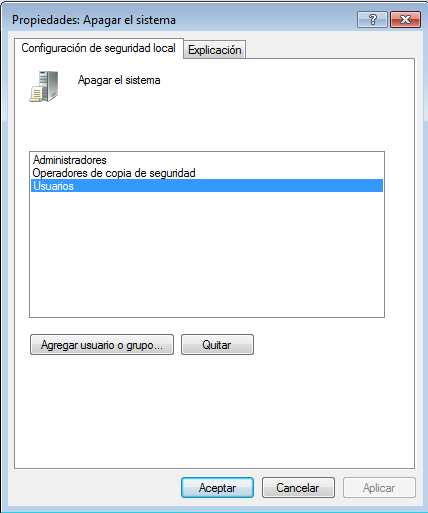 Propiedades: Apagar el sistema
Configuración de seguridad local
Explicación
Apagar el sistema
Administradores
Operadores de copia de seguridad
Usuarios
Agregar usuario o grupo...
Quitar
Aceptar
Cancelar
Aplicar